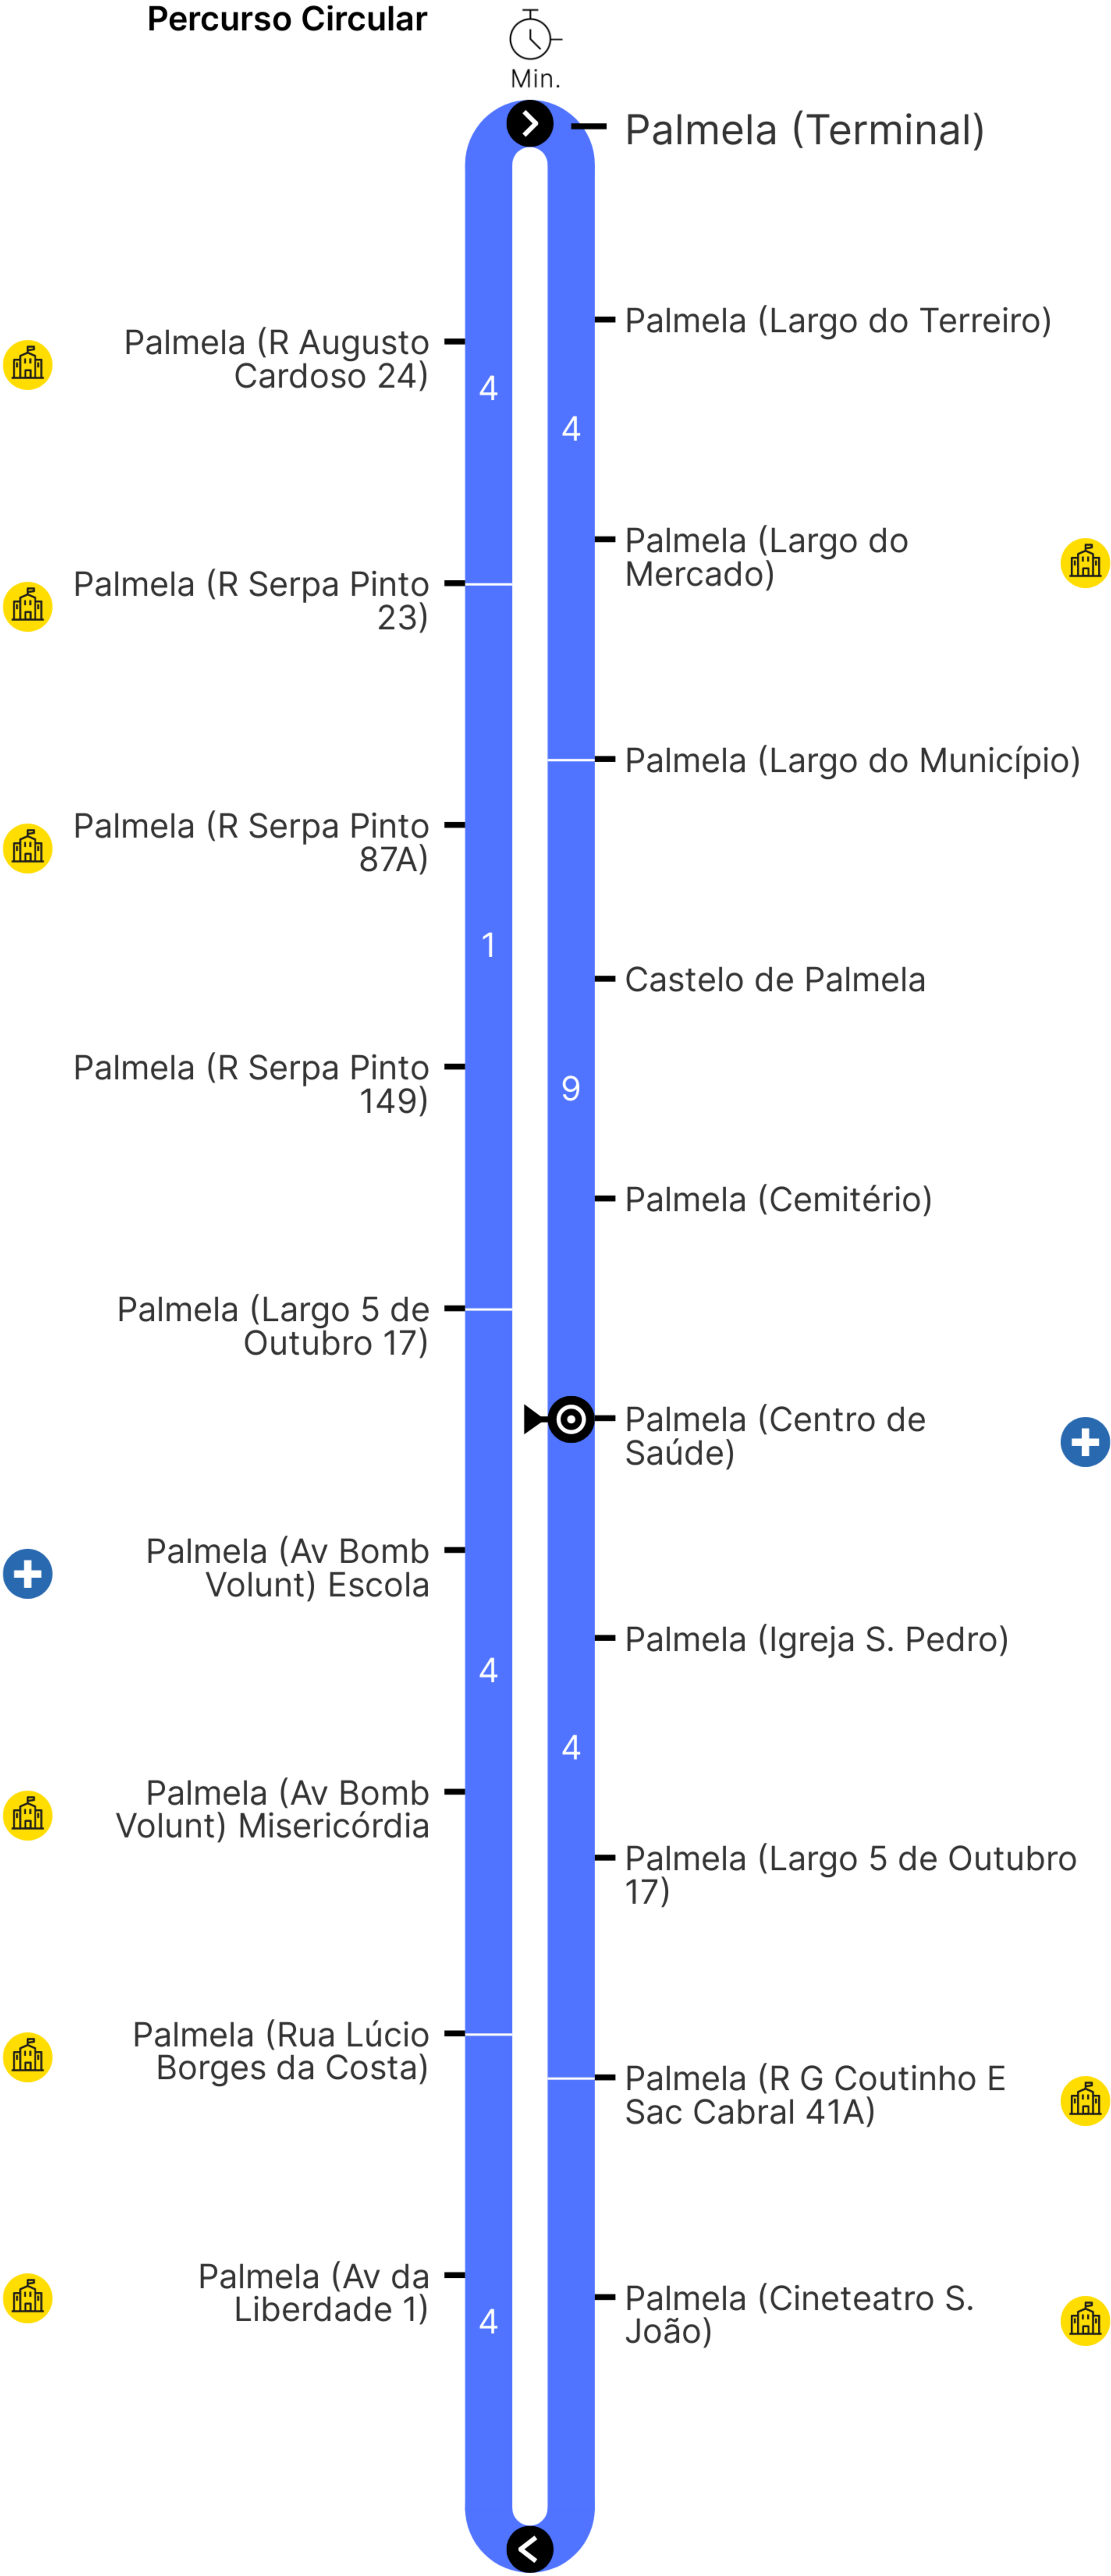 Percurso Circular
Min.
Palmela (Terminal)
Palmela (Largo do Terreiro)
Palmela (R Augusto
Cardoso 24)
4
4
Palmela (Largo do
Mercado)
Palmela (R Serpa Pinto
23)
Palmela (Largo do Município)
Palmela (R Serpa Pinto
87A)
1
Castelo de Palmela
Palmela (R Serpa Pinto
149)
9
Palmela (Cemitério)
Palmela (Largo 5 de
Outubro 17)
Palmela (Centro de
Saúde)
Palmela (Av Bomb
Volunt) Escola
Palmela (Igreja S. Pedro)
4
4
Palmela (Av Bomb
Volunt) Misericórdia
Palmela (Largo 5 de Outubro
17)
Palmela (Rua Lúcio
Borges da Costa)
Palmela (R G Coutinho E
Sac Cabral 41A)
Palmela (Av da
Liberdade 1)
Palmela (Cineteatro S.
João)
4